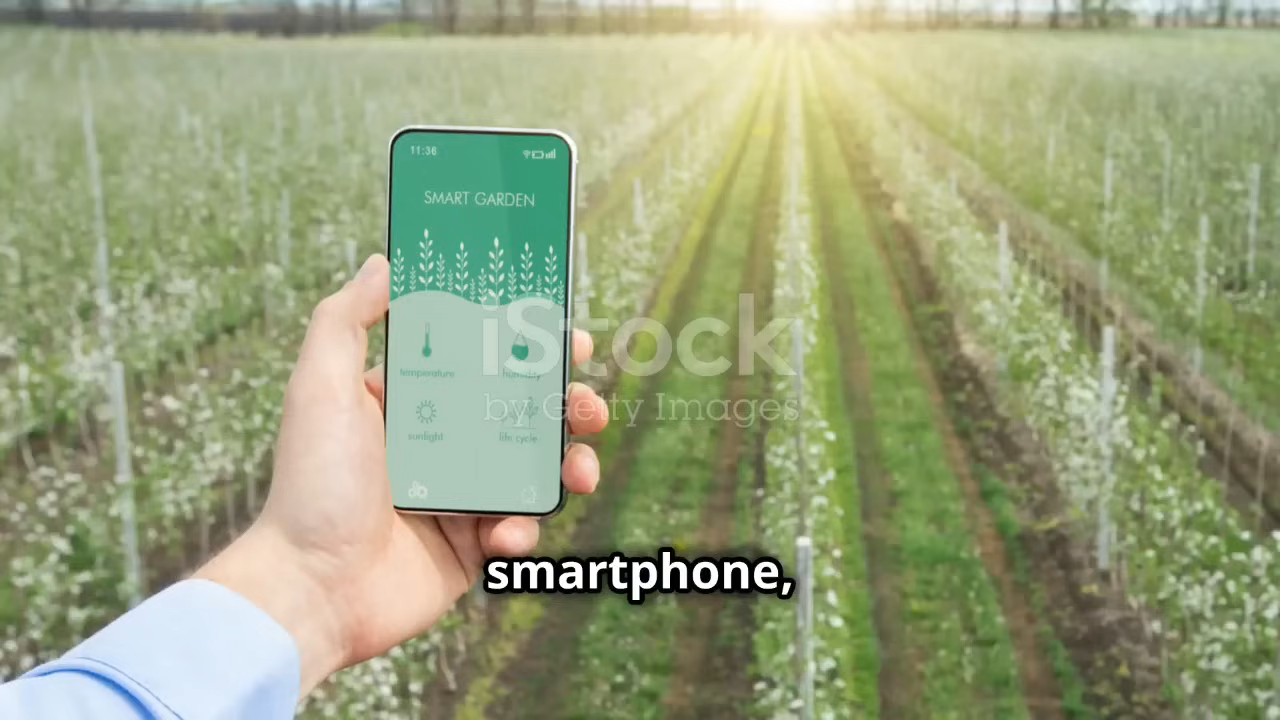 11:36
SMART GARDEN
iStock
by Getty Images
temperature
humidity
sunlight
life cycle
smartphone,